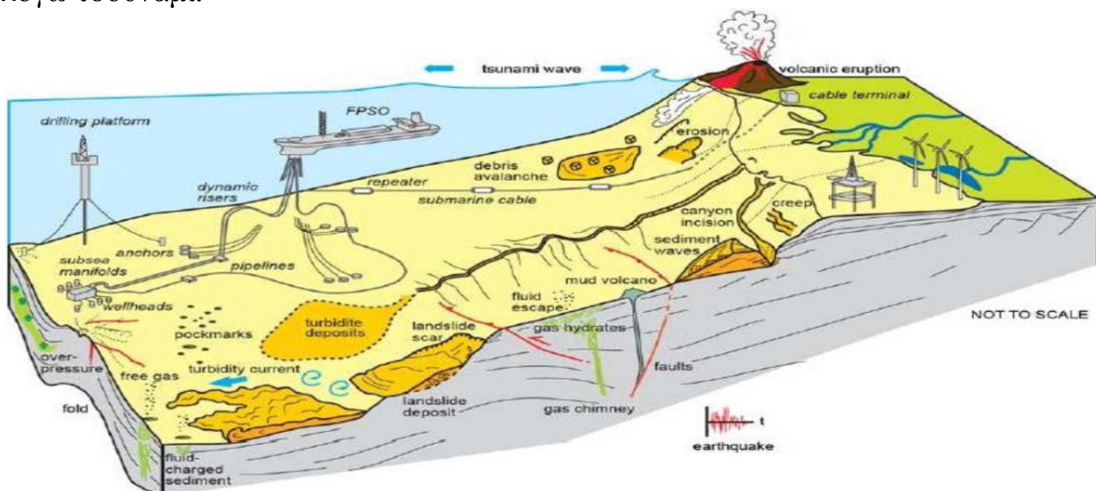 tsunami wave
volcanic eruption
cable terminal
FPSO
drilling platform
erosion
debris
avalanche
repeater
dynamic
risers
submarine cable
creep
canyon
incision
anchors
sediment
waves
subsea
manifolds
pipelines
mud volcano
wellheads
fluid
escape
gas hydrates
NOT TO SCALE
turbidite
deposits
landslide
scar
pockmarks
over-
pressure
free gas
turbidity current
faults
fold
landslide
deposit
gas chimney
t
earthquake
fluid-
charged
sediment